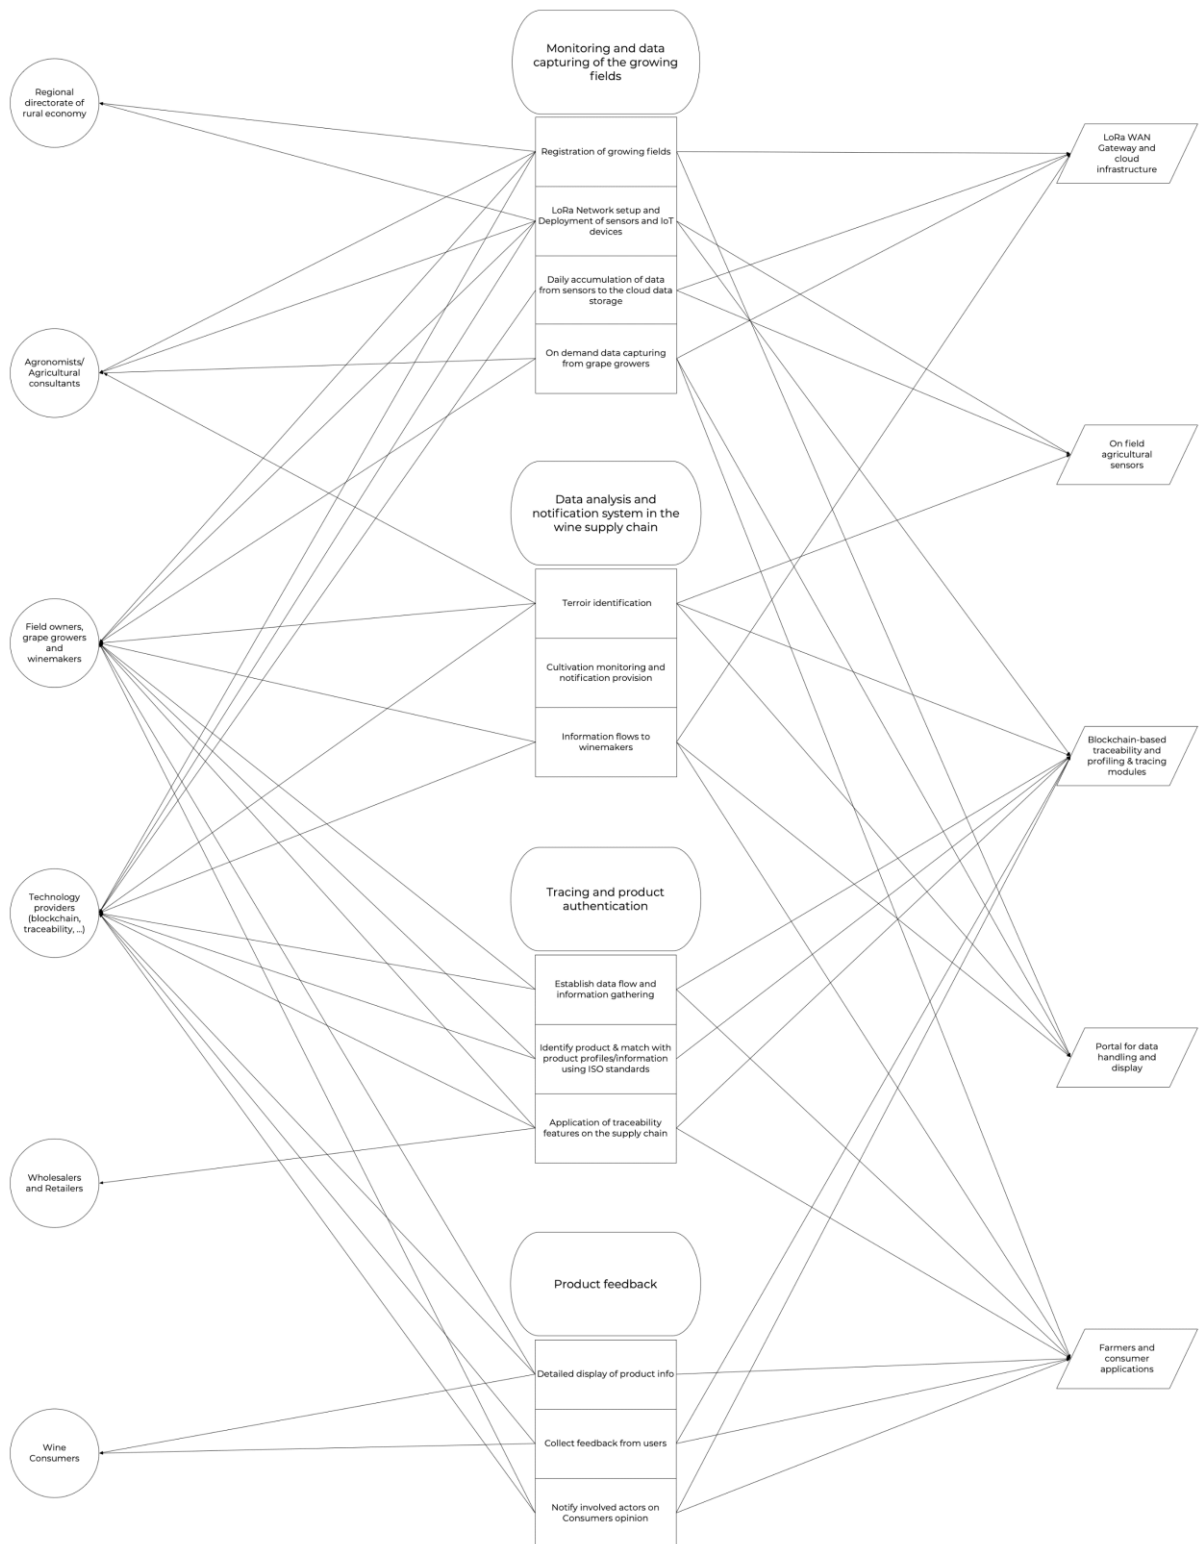 Monitoring and data
capturing of the growing
fields
Regional
directorate of
rural economy
Registration of growing fields
LoRa WAN
Gateway and
cloud
infrastructure
LoRa Network setup and
Deployment of sensors and IoT
devices
Daily accumulation of data
from sensors to the cloud data
storage
On demand data capturing
from grape growers
Agronomists/
Agricultural
consultants
On field
agricultural
sensors
Data analysis and
notification system in the
wine supply chain
Terroir identification
Field owners,
grape growers
and
winemakers
Cultivation monitoring and
notification provision
Information flows to
winemakers
Blockchain-based
traceability and
profiling & tracing
modules
Tracing and product
authentication
Technology
providers
(blockchain,
traceability, ...)
Establish data flow and
information gathering
Identify product & match with
product profiles/information
using ISO standards
Portal for data
handling and
display
Application of traceability
features on the supply chain
Wholesalers
and Retailers
Product feedback
Detailed display of product info
Farmers and
consumer
applications
Collect feedback from users
Wine
Consumers
Notify involved actors on
Consumers opinion